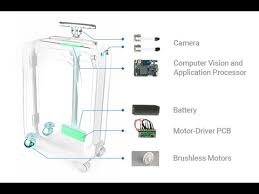 Camera
Computer Vision and
Application Processor
Battery
Motor-Driver PCB
Brushless Motors